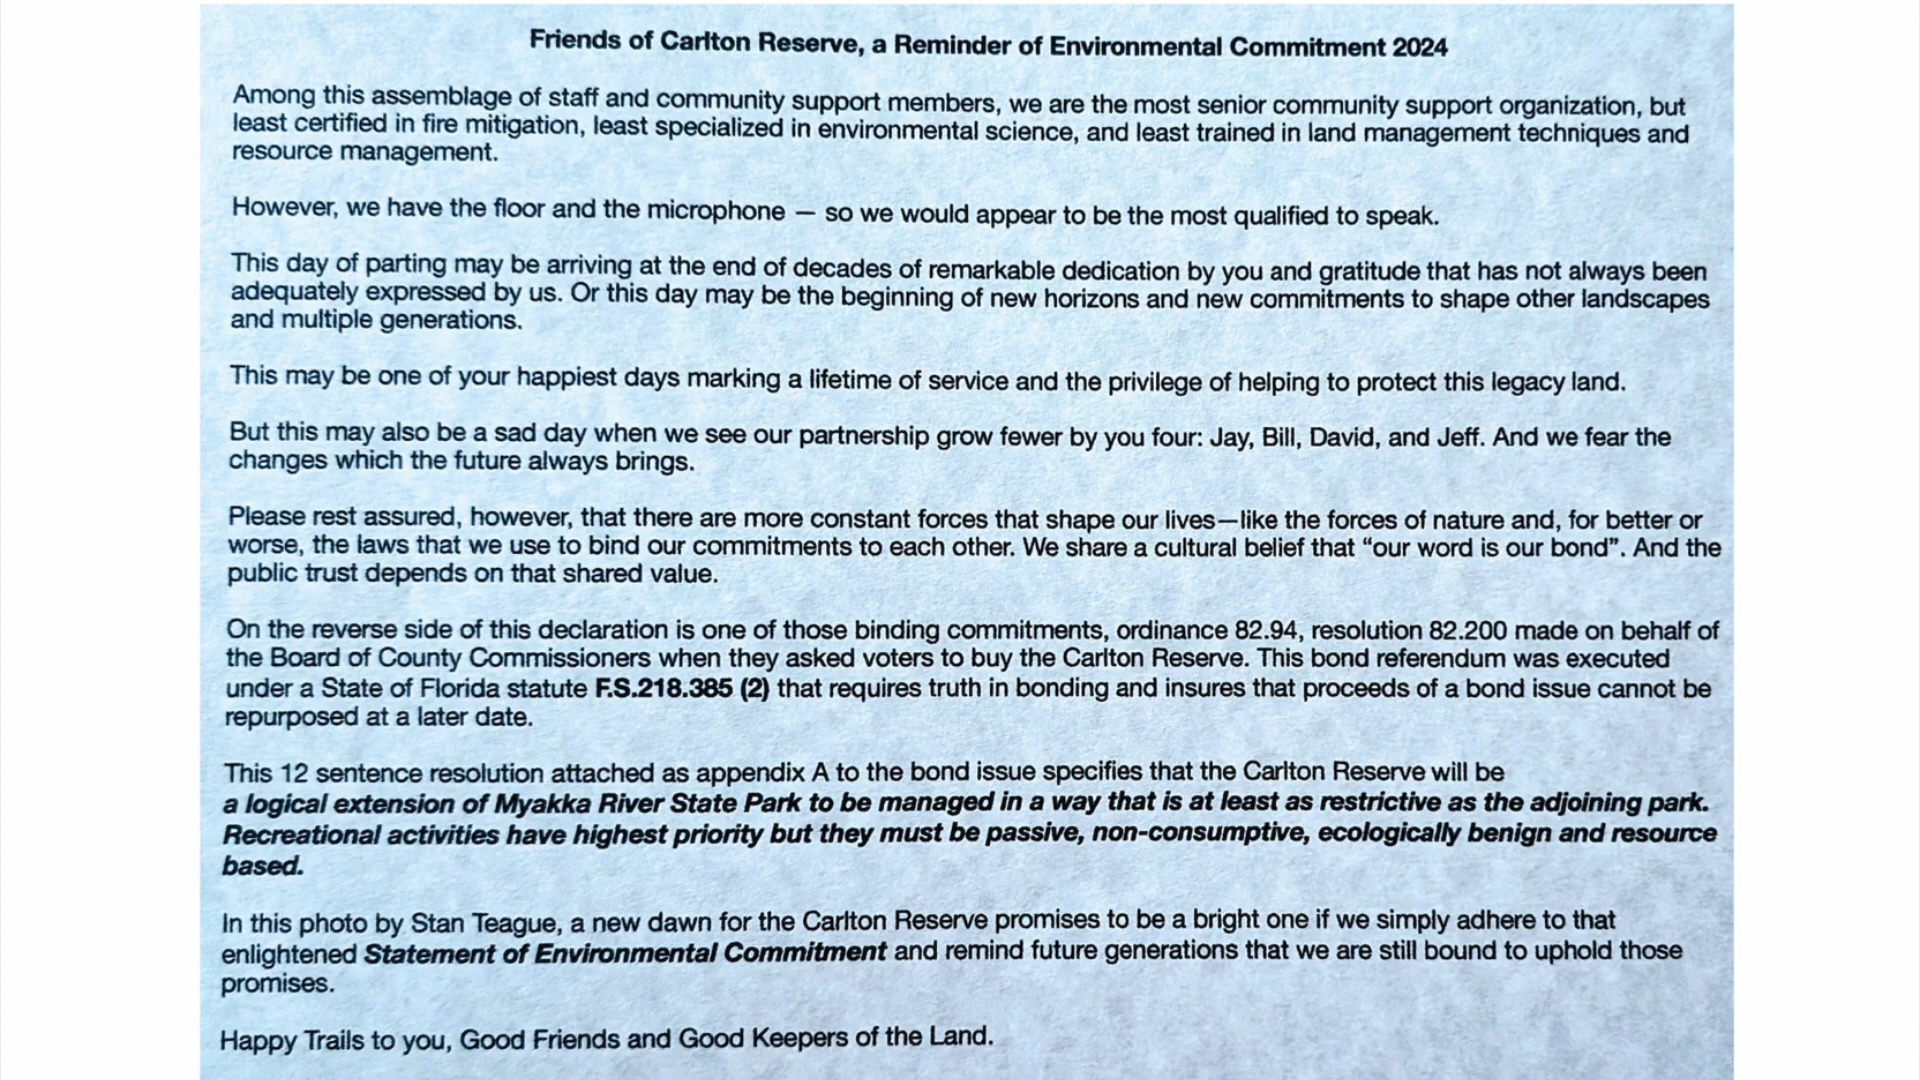 Friends of Carlton Reserve, a Reminder of Environmental Commitment 2024
Among this assemblage of staff and community support members, we are the most senior community support organization, but
least certified in fire mitigation, least specialized in environmental science, and least trained in land management techniques and
resource management.
However, we have the floor and the microphone — so we would appear to be the most qualified to speak.
This day of parting may be arriving at the end of decades of remarkable dedication by you and gratitude that has not always been
adequately expressed by us. Or this day may be the beginning of new horizons and new commitments to shape other landscapes
and multiple generations.
This may be one of your happiest days marking a lifetime of service and the privilege of helping to protect this legacy land.
But this may also be a sad day when we see our partnership grow fewer by you four: Jay, Bill, David, and Jeff. And we fear the
changes which the future always brings.
Please rest assured, however, that there are more constant forces that shape our lives—like the forces of nature and, for better or
worse, the laws that we use to bind our commitments to each other. We share a cultural belief that “our word is our bond”. And the
public trust depends on that shared value.
On the reverse side of this declaration is one of those binding commitments, ordinance 82.94, resolution 82.200 made on behalf of
the Board of County Commissioners when they asked voters to buy the Carlton Reserve. This bond referendum was executed
under a State of Florida statute F.S.218.385 (2) that requires truth in bonding and insures that proceeds of a bond issue cannot be
repurposed at a later date.
This 12 sentence resolution attached as appendix A to the bond issue specifies that the Carlton Reserve will be
a logical extension of Myakka River State Park to be managed in a way that is at least as restrictive as the adjoining park.
Recreational activities have highest priority but they must be passive, non-consumptive, ecologically benign and resource
based.
In this photo by Stan Teague, a new dawn for the Carlton Reserve promises to be a bright one if we simply adhere to that
enlightened Statement of Environmental Commitment and remind future generations that we are still bound to uphold those
promises.
Happy Trails to you, Good Friends and Good Keepers of the Land.